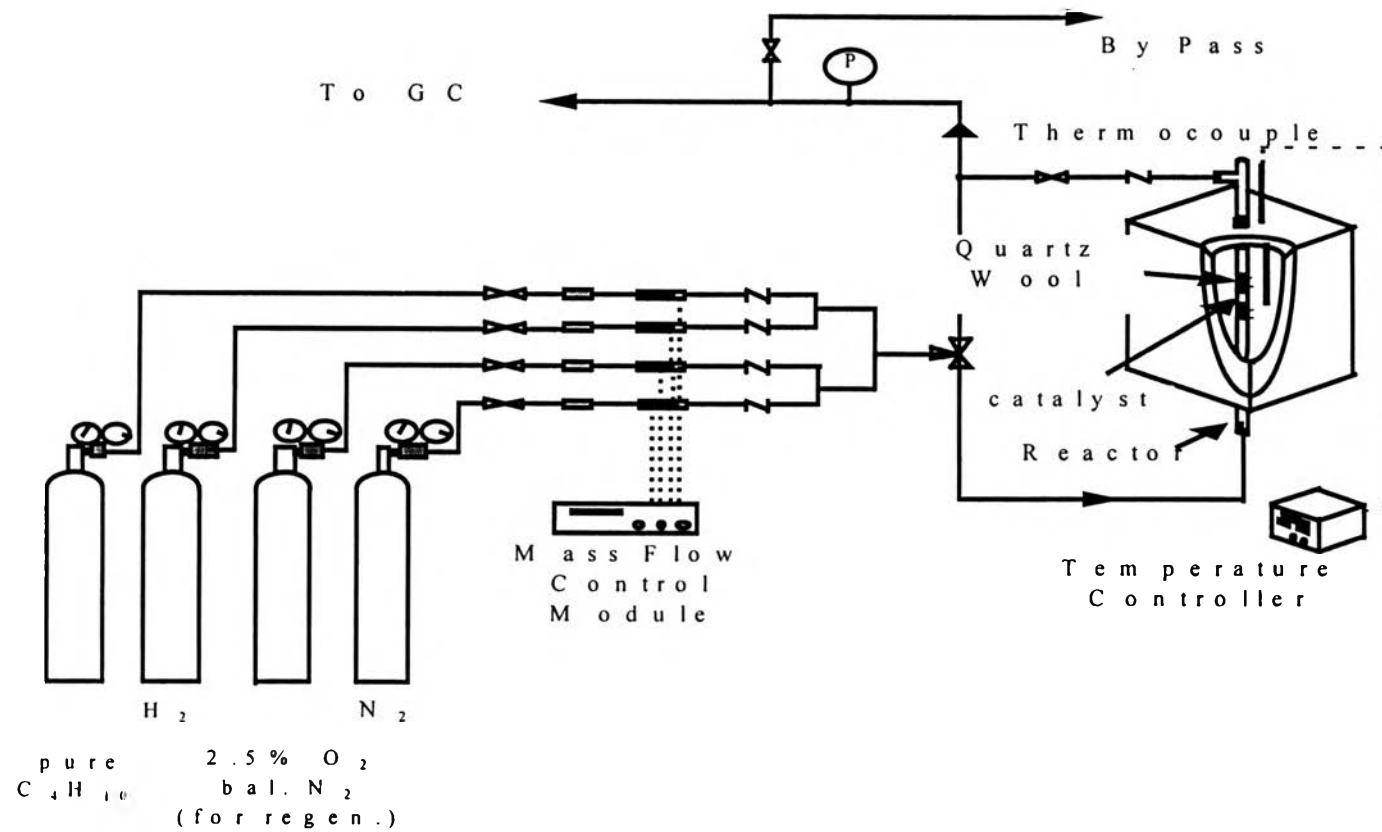 By Pass
P
To GC
Thermocouple
Quartz
Wool
catalyst
Reactor
Mass Flow
Control
Module
Temperature
Controller
H₂
N₂
pure
C₄H₁₀
2.5% O₂
bal. N₂
(for regen.)